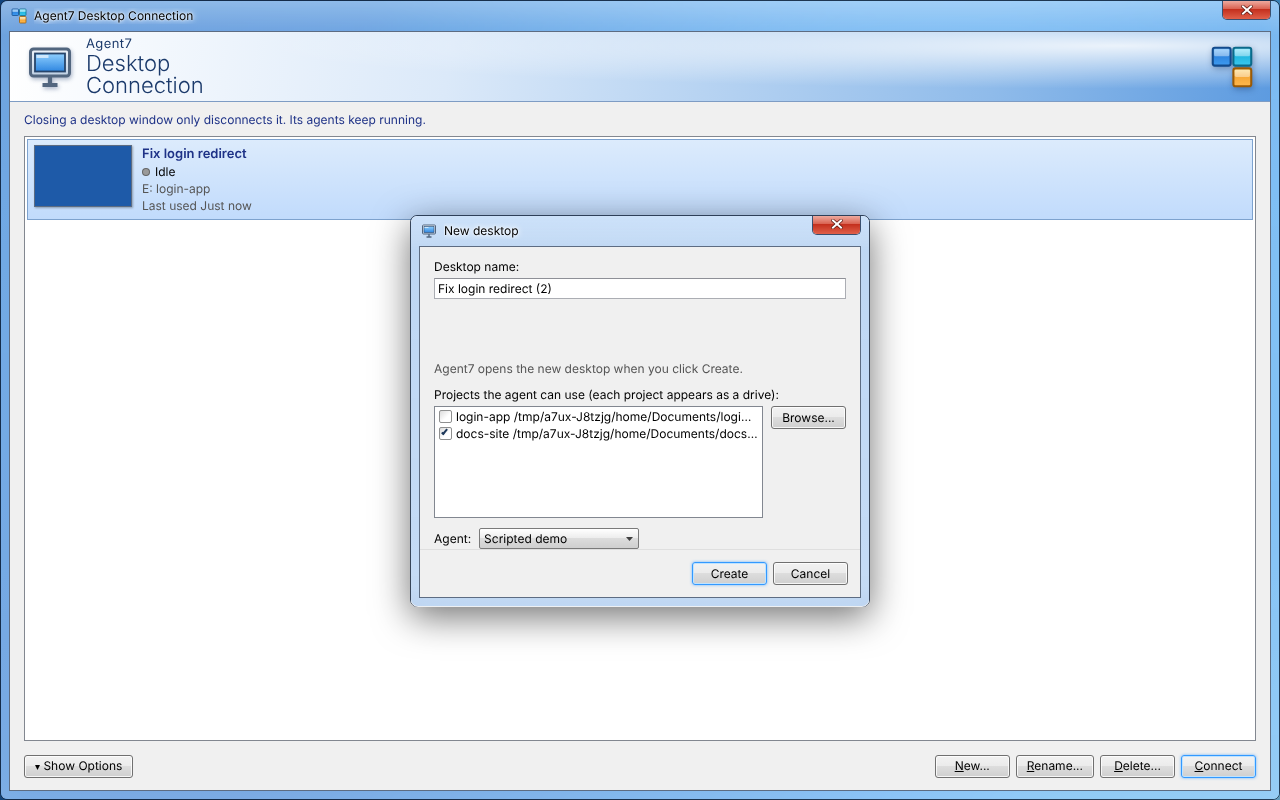 Agent7 Desktop Connection
Agent7
Desktop
Connection
Closing a desktop window only disconnects it. Its agents keep running.
Fix login redirect
Idle
E: login-app
Last used Just now
New desktop
Desktop name:
Fix login redirect (2)
Agent7 opens the new desktop when you click Create.
Projects the agent can use (each project appears as a drive):
login-app /tmp/a7ux-J8tzjg/home/Documents/logi...
Browse...
docs-site /tmp/a7ux-J8tzjg/home/Documents/docs...
Agent: Scripted demo
Create Cancel
Show Options New... Rename... Delete... Connect